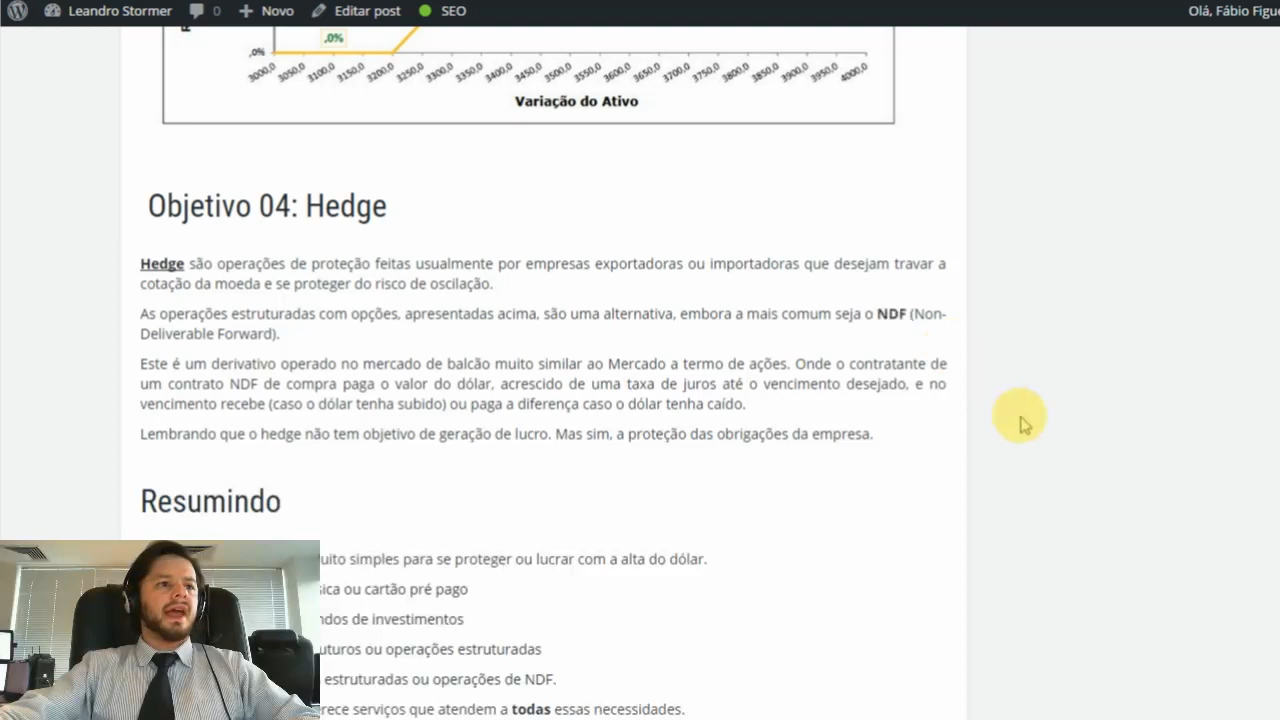 Leandro Stormer 0 Novo Editar post SEO Olá, Fábio
,0%
,0%
3000,0 3050,0 3100,0 3150,0 3200,0 3250,0 3300,0 3350,0 3400,0 3450,0 3500,0 3550,0 3600,0 3650,0 3700,0 3750,0 3800,0 3850,0 3900,0 3950,0 4000,0
Variação do Ativo
Objetivo 04: Hedge
Hedge são operações de proteção feitas usualmente por empresas exportadoras ou importadoras que desejam travar a
cotação da moeda e se proteger do risco de oscilação.
As operações estruturadas com opções, apresentadas acima, são uma alternativa, embora a mais comum seja o NDF (Non-
Deliverable Forward).
Este é um derivativo operado no mercado de balcão muito similar ao Mercado a termo de ações. Onde o contratante de
um contrato NDF de compra paga o valor do dólar, acrescido de uma taxa de juros até o vencimento desejado, e no
vencimento recebe (caso o dólar tenha subido) ou paga a diferença caso o dólar tenha caído.
Lembrando que o hedge não tem objetivo de geração de lucro. Mas sim, a proteção das obrigações da empresa.
Resumindo
simples para se proteger ou lucrar com a alta do dólar.
ou cartão pré pago
de investimentos
ou operações estruturadas
estruturadas ou operações de NDF.
serviços que atendem a todas essas necessidades.